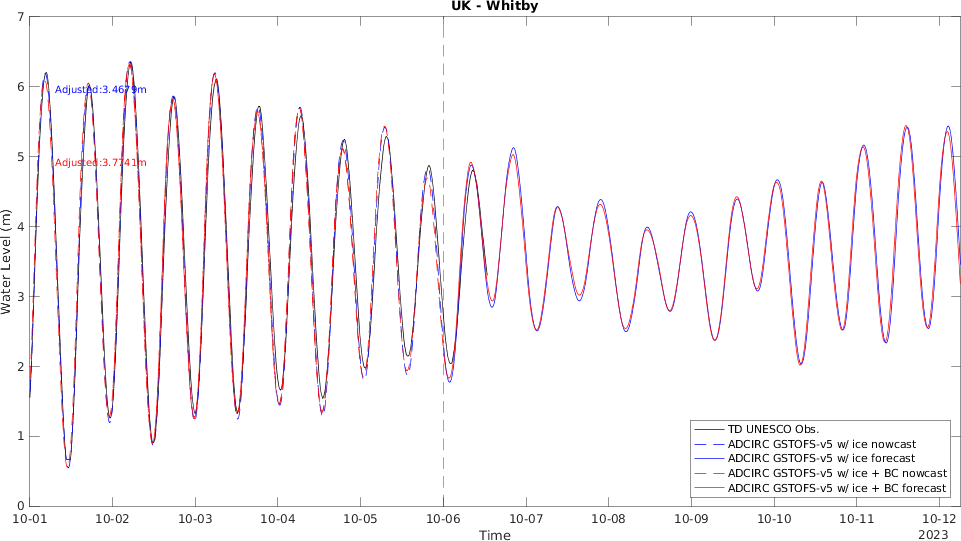 UK - Whitby
7
6
5
4
3
2
1
0
Water Level (m)
Adjusted:3.4679m
Adjusted:3.7741m
TD UNESCO Obs.
ADCIRC GSTOFS-v5 w/ ice nowcast
ADCIRC GSTOFS-v5 w/ ice forecast
ADCIRC GSTOFS-v5 w/ ice + BC nowcast
ADCIRC GSTOFS-v5 w/ ice + BC forecast
10-01 10-02 10-03 10-04 10-05 10-06 10-07 10-08 10-09 10-10 10-11 10-12
2023
Time